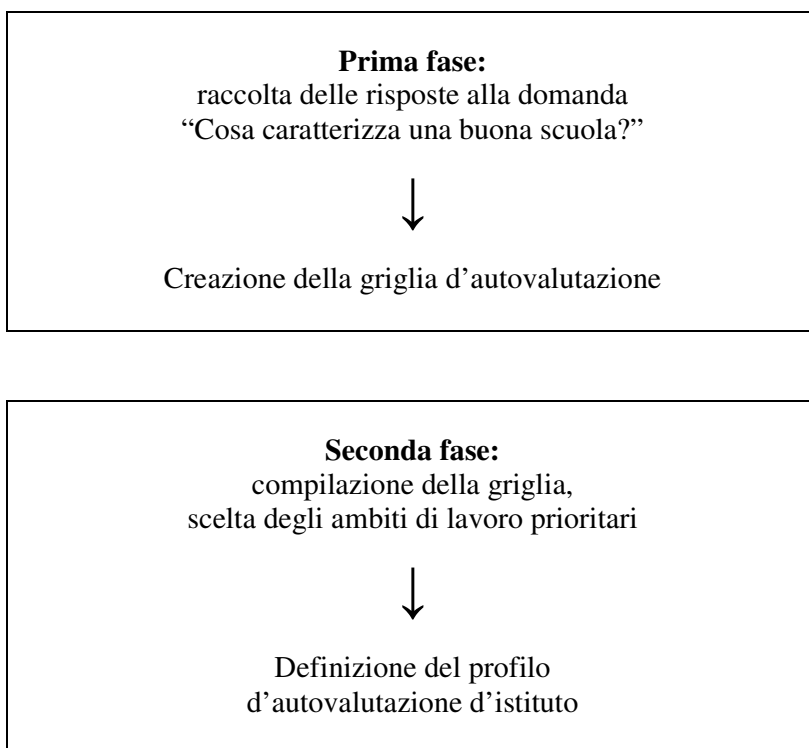 Prima fase:
raccolta delle risposte alla domanda
“Cosa caratterizza una buona scuola?”
Creazione della griglia d’autovalutazione
Seconda fase:
compilazione della griglia,
scelta degli ambiti di lavoro prioritari
Definizione del profilo
d’autovalutazione d’istituto